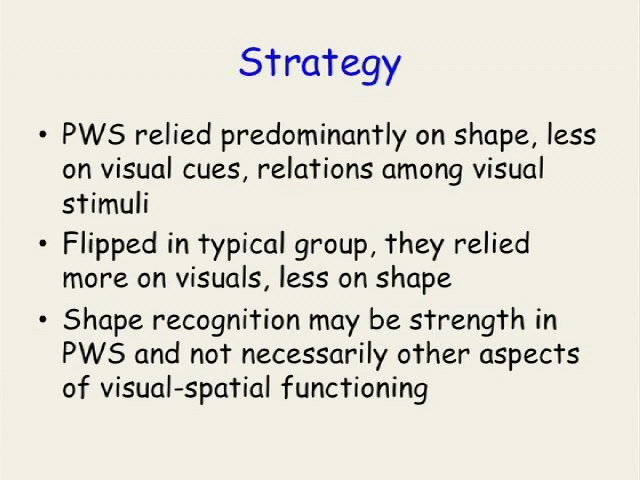 Strategy
• PWS relied predominantly on shape, less
on visual cues, relations among visual
stimuli
• Flipped in typical group, they relied
more on visuals, less on shape
• Shape recognition may be strength in
PWS and not necessarily other aspects
of visual-spatial functioning